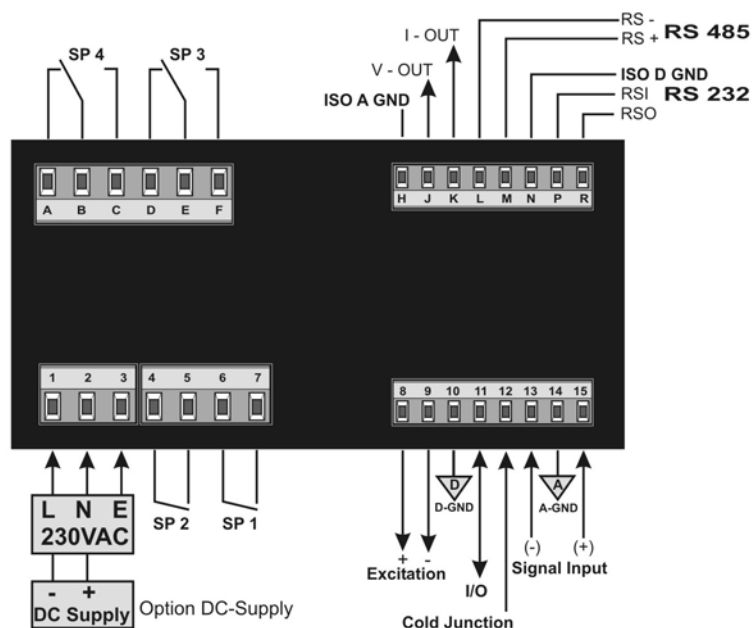 RS -
RS + RS 485
I - OUT
SP 4 SP 3
V - OUT
ISO D GND
ISO A GND
RSI RS 232
RSO
A B C D E F
H J K L M N P R
1 2 3 4 5 6 7
8 9 10 11 12 13 14 15
D A
D-GND A-GND
L N E
230VAC
SP 2 SP 1
+ -
Excitation
(-) (+)
Signal Input
I/O
- +
DC Supply
Option DC-Supply
Cold Junction